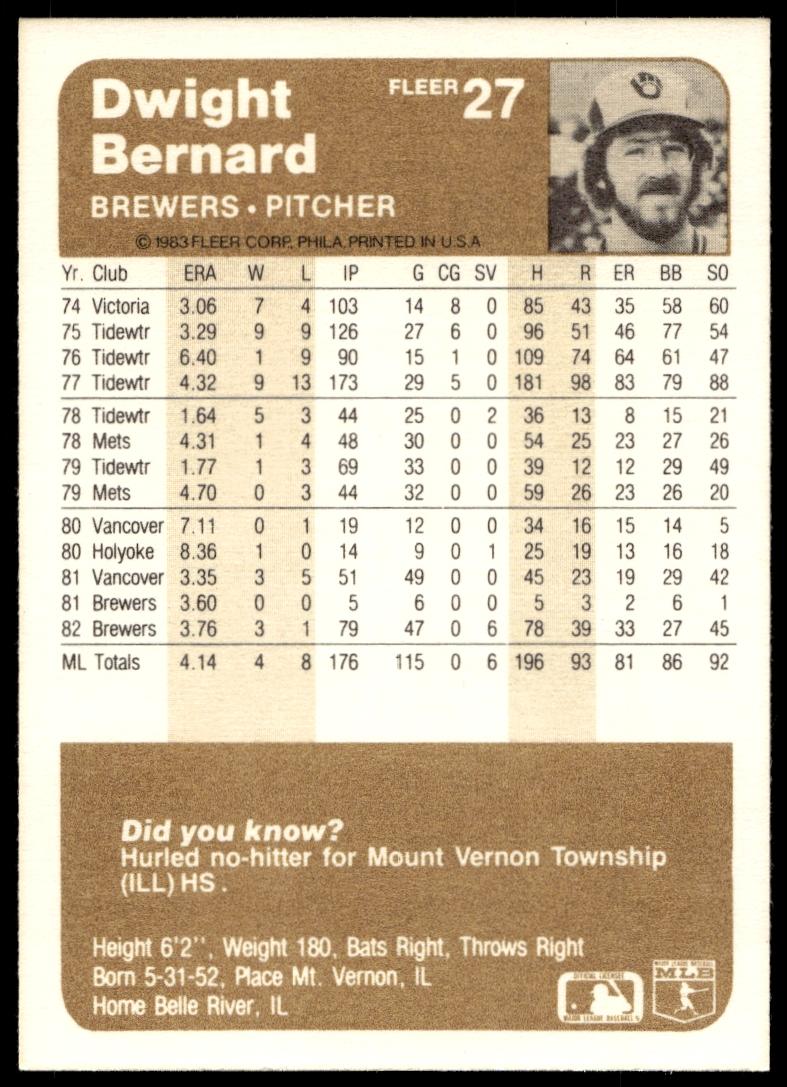 Dwight
Bernard
FLEER 27
BREWERS • PITCHER
© 1983 FLEER CORP., PHILA. PRINTED IN U.S.A
Yr. Club ERA W L IP G CG SV H R ER BB SO
74 Victoria 3.06 7 4 103 14 8 0 85 43 35 58 60
75 Tidewtr 3.29 9 9 126 27 6 0 96 51 46 77 54
76 Tidewtr 6.40 1 9 90 15 1 0 109 74 64 61 47
77 Tidewtr 4.32 9 13 173 29 5 0 181 98 83 79 88
78 Tidewtr 1.64 5 3 44 25 0 2 36 13 8 15 21
78 Mets 4.31 1 4 48 30 0 0 54 25 23 27 26
79 Tidewtr 1.77 1 3 69 33 0 0 39 12 12 29 49
79 Mets 4.70 0 3 44 32 0 0 59 26 23 26 20
80 Vancover 7.11 0 1 19 12 0 0 34 16 15 14 5
80 Holyoke 8.36 1 0 14 9 0 1 25 19 13 16 18
81 Vancover 3.35 3 5 51 49 0 0 45 23 19 29 42
81 Brewers 3.60 0 0 5 6 0 0 5 3 2 6 1
82 Brewers 3.76 3 1 79 47 0 6 78 39 33 27 45
ML Totals 4.14 4 8 176 115 0 6 196 93 81 86 92
Did you know?
Hurled no-hitter for Mount Vernon Township
(ILL) HS .
Height 6'2'', Weight 180, Bats Right, Throws Right
Born 5-31-52, Place Mt. Vernon, IL
Home Belle River, IL
OFFICIAL LICENSEE
MAJOR LEAGUE BASEBALL
MAJOR LEAGUE BASEBALL
MLB